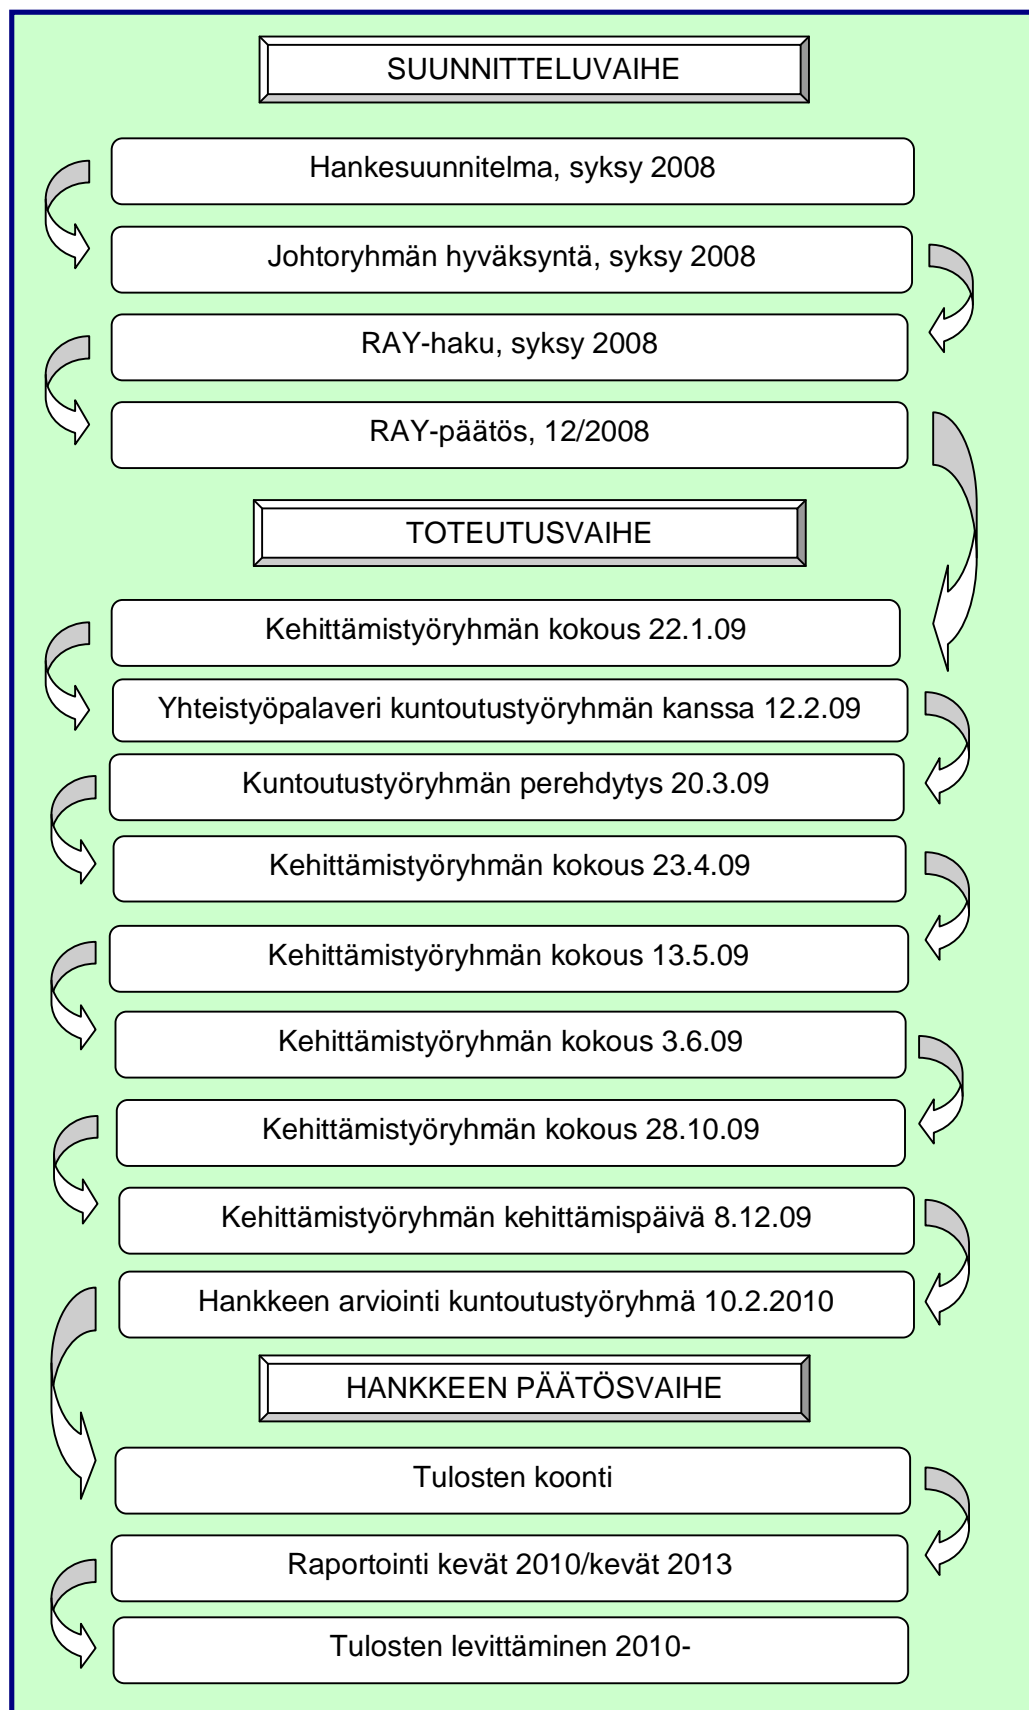 SUUNNITTELUVAIHE
Hankesuunnitelma, syksy 2008
Johtoryhmän hyväksyntä, syksy 2008
RAY-haku, syksy 2008
RAY-päätös, 12/2008
TOTEUTUSVAIHE
Kehittämistyöryhmän kokous 22.1.09
Yhteistyöpalaveri kuntoutustyöryhmän kanssa 12.2.09
Kuntoutustyöryhmän perehdytys 20.3.09
Kehittämistyöryhmän kokous 23.4.09
Kehittämistyöryhmän kokous 13.5.09
Kehittämistyöryhmän kokous 3.6.09
Kehittämistyöryhmän kokous 28.10.09
Kehittämistyöryhmän kehittämispäivä 8.12.09
Hankkeen arviointi kuntoutustyöryhmä 10.2.2010
HANKKEEN PÄÄTÖSVAIHE
Tulosten koonti
Raportointi kevät 2010/kevät 2013
Tulosten levittäminen 2010-